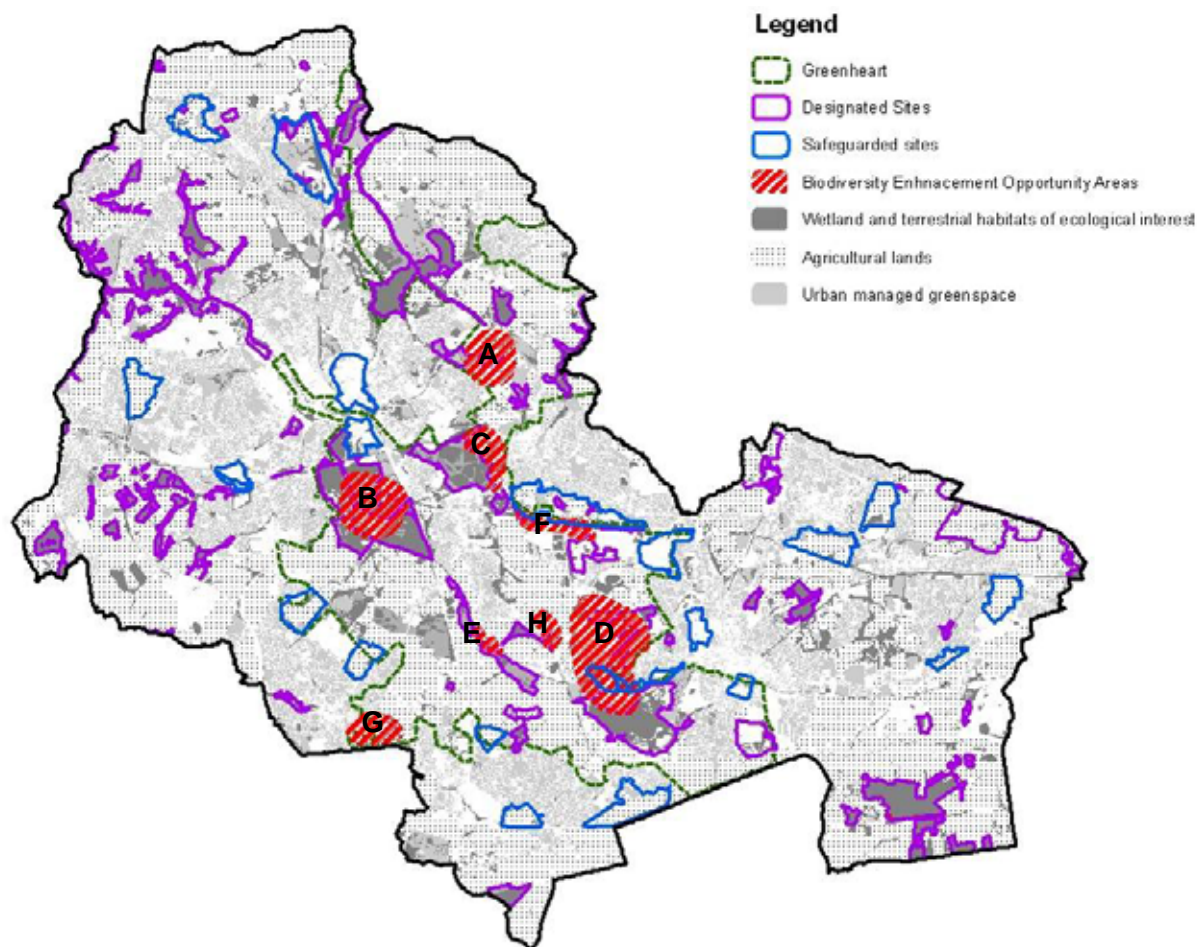 Legend
Greenheart
Designated Sites
Safeguarded sites
Biodiversity Enhnacement Opportunity Areas
Wetland and terrestrial habitats of ecological interest
Agricultural lands
Urban managed greenspace
A
C
B
F
E
H
D
G